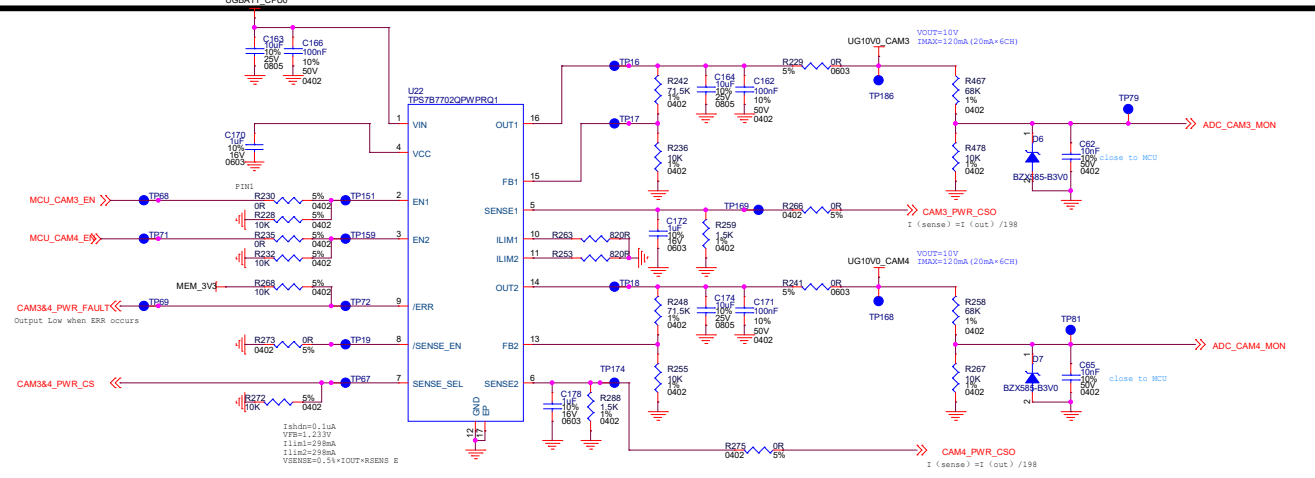 C163
10uF
10%
25V
0805
C166
100nF
10%
50V
0402
C170
1uF
10%
16V
0603
U22
TPS7B7702QPWPRQ1
1
VIN
4
VCC
2
EN1
3
EN2
9
/ERR
8
/SENSE_EN
7
SENSE_SEL
16
OUT1
15
FB1
5
SENSE1
10
ILIM1
11
ILIM2
14
OUT2
13
FB2
6
SENSE2
GND
EP
12
17
PIN1
MCU_CAM3_EN
TP68
R230
0R
5%
0402
TP151
R228
10K
5%
0402
MCU_CAM4_EN
TP71
R235
0R
5%
0402
TP159
R232
10K
5%
0402
MEM_3V3
R268
10K
5%
0402
CAM3&4_PWR_FAULT
TP69
TP72
Output Low when ERR occurs
R273
0402
0R
5%
TP19
CAM3&4_PWR_CS
TP67
R272
10K
5%
0402
Ishdn=0.1uA
VFB=1.233V
Ilim1=298mA
Ilim2=298mA
VSENSE=0.5%×IOUT×RSENS E
TP16
R242
71.5K
1%
0402
C164
10uF
10%
25V
0805
C162
100nF
10%
50V
0402
R229
5%
0R
0603
UG10V0_CAM3
VOUT=10V
IMAX=120mA(20mA×6CH)
TP186
TP17
R236
10K
1%
0402
R467
68K
1%
0402
R478
10K
1%
0402
TP79
ADC_CAM3_MON
1
D6
BZX585-B3V0
2
C62
10nF
10%
50V
0402
close to MCU
C172
1uF
10%
16V
0603
R259
1.5K
1%
0402
TP169
R266
0402
0R
5%
CAM3_PWR_CSO
I (sense) =I (out) /198
R263
820R
R253
820R
TP18
R248
71.5K
1%
0402
C174
10uF
10%
25V
0805
C171
100nF
10%
50V
0402
R241
5%
0R
0603
UG10V0_CAM4
VOUT=10V
IMAX=120mA(20mA×6CH)
TP168
R255
10K
1%
0402
R258
68K
1%
0402
R267
10K
1%
0402
TP81
ADC_CAM4_MON
1
D7
BZX585-B3V0
2
C65
10nF
10%
50V
0402
close to MCU
TP174
C178
1uF
10%
16V
0603
R288
1.5K
1%
0402
R275
0402
0R
5%
CAM4_PWR_CSO
I (sense) =I (out) /198